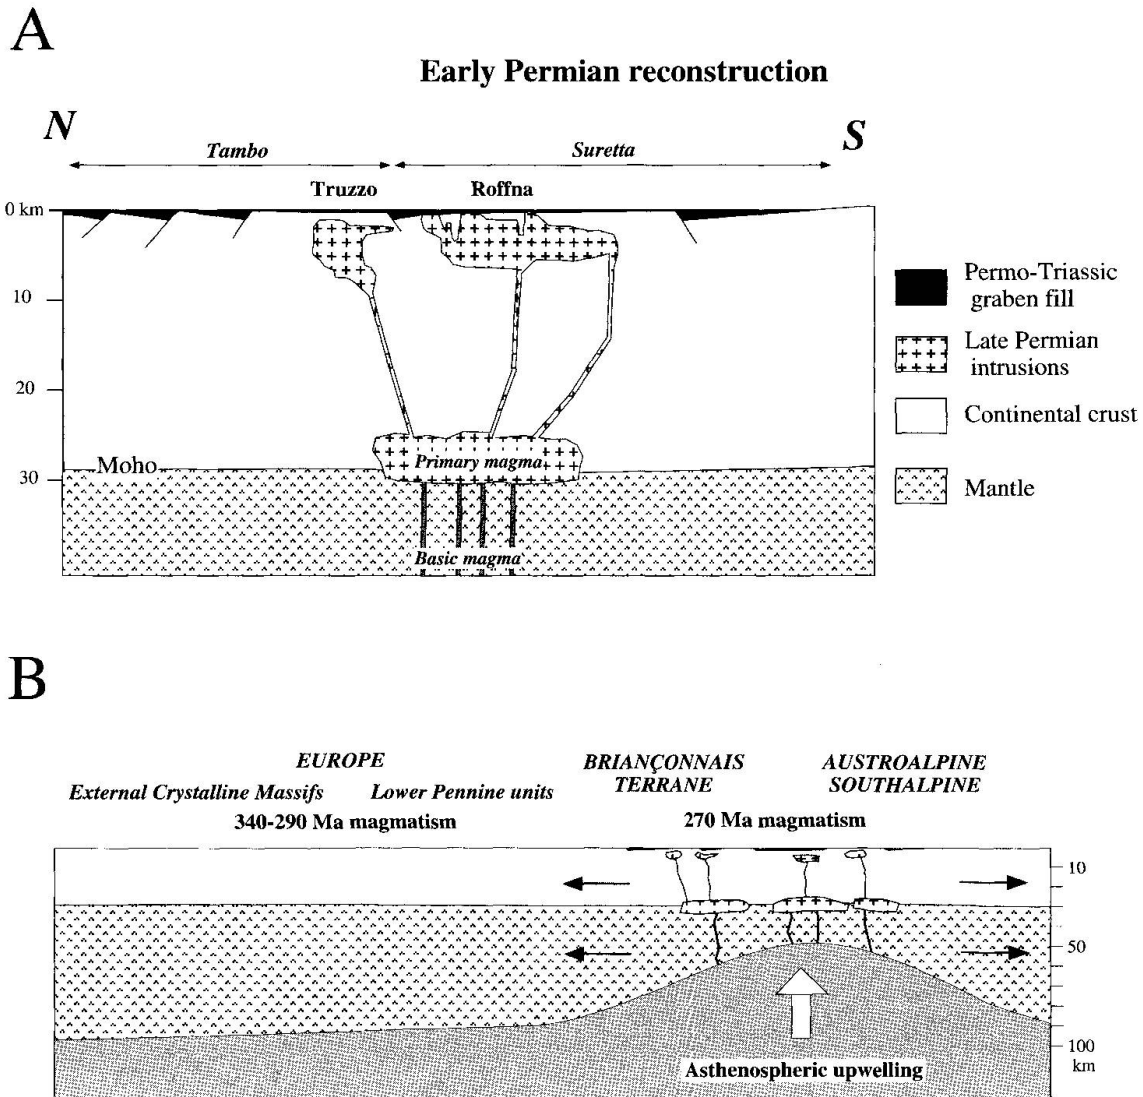 A
Early Permian reconstruction
N
S
Tambo
Suretta
Truzzo
Roffna
0 km
10
20
30
Moho
Primary magma
Basic magma
Permo-Triassic
graben fill
Late Permian
intrusions
Continental crust
Mantle
B
EUROPE
External Crystalline Massifs
Lower Pennine units
340-290 Ma magmatism
BRIANÇONNAIS
TERRANE
AUSTROALPINE
SOUTHALPINE
270 Ma magmatism
10
50
100
km
Asthenospheric upwelling